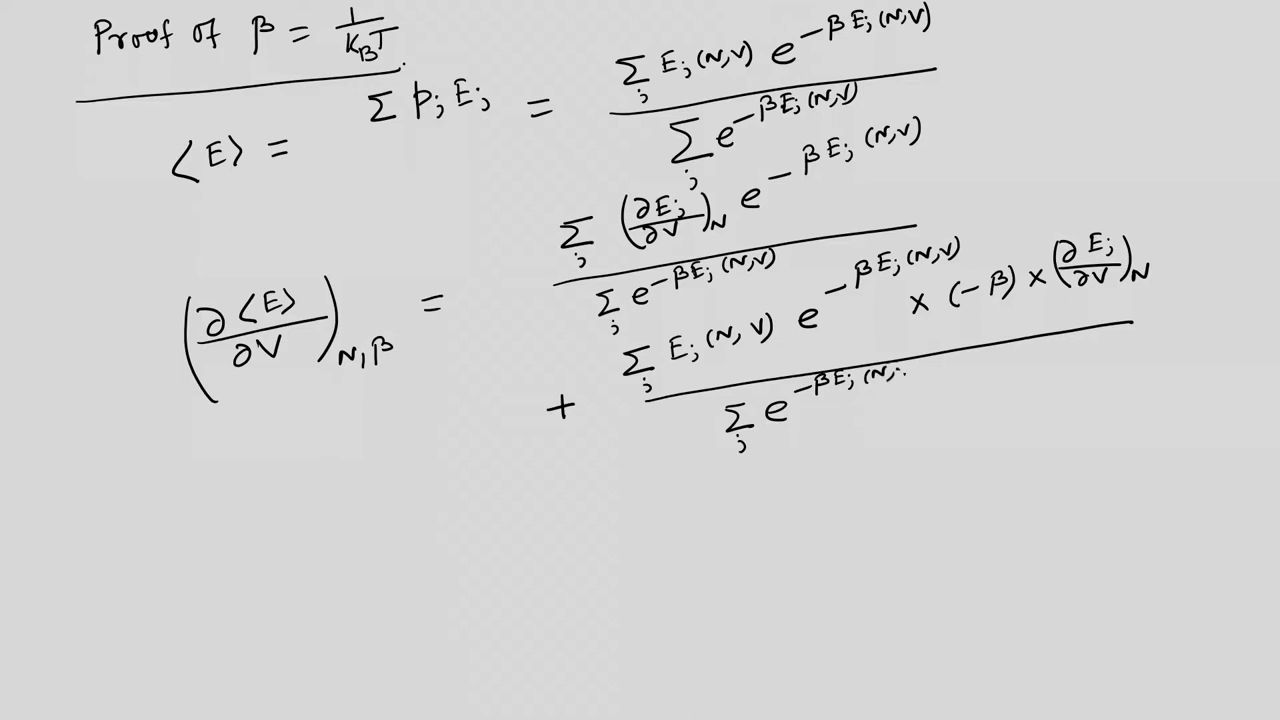 Proof of β = 1/K_BT
⟨E⟩ = Σ p_j E_j = Σ_j E_j(N,V) e^{-βE_j(N,V)} / Σ_j e^{-βE_j(N,V)}
(∂⟨E⟩/∂V)_{N,β} = Σ_j (∂E_j/∂V)_N e^{-βE_j(N,V)} / Σ_j e^{-βE_j(N,V)}
+ Σ_j E_j(N,V) e^{-βE_j(N,V)} × (-β) × (∂E_j/∂V)_N / Σ_j e^{-βE_j(N,